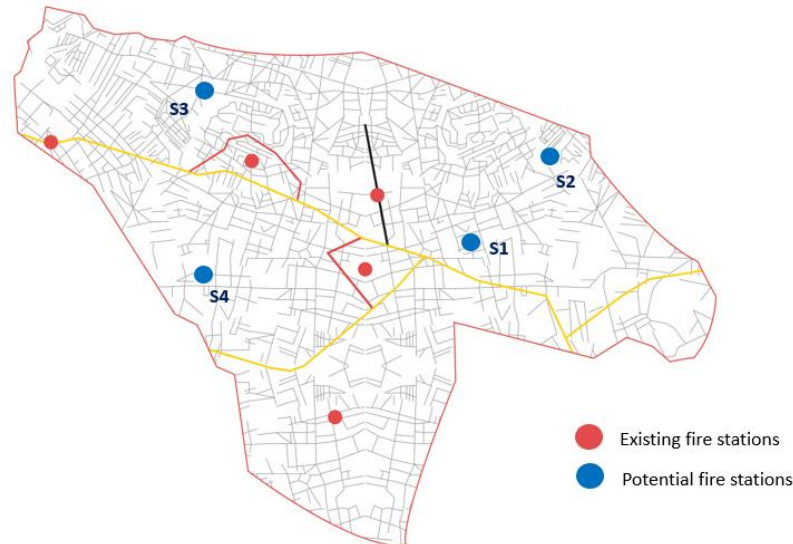 S3
S2
S1
S4
Existing fire stations
Potential fire stations